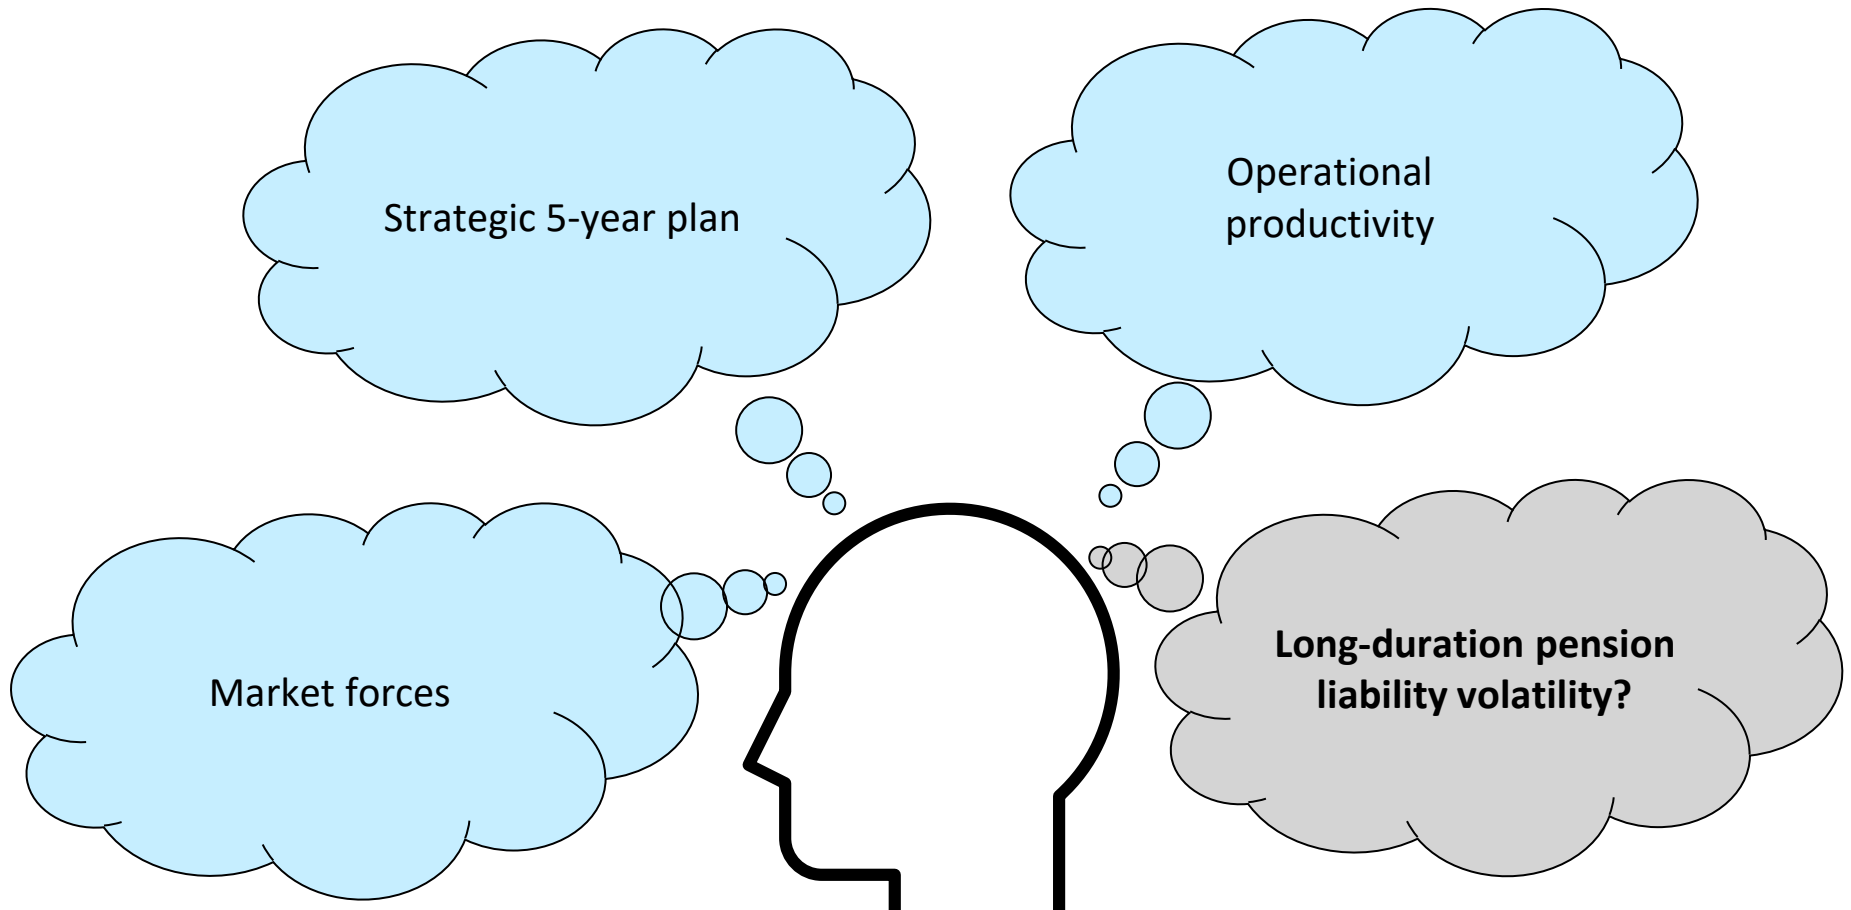 Strategic 5-year plan
Operational
productivity
Market forces
Long-duration pension
liability volatility?